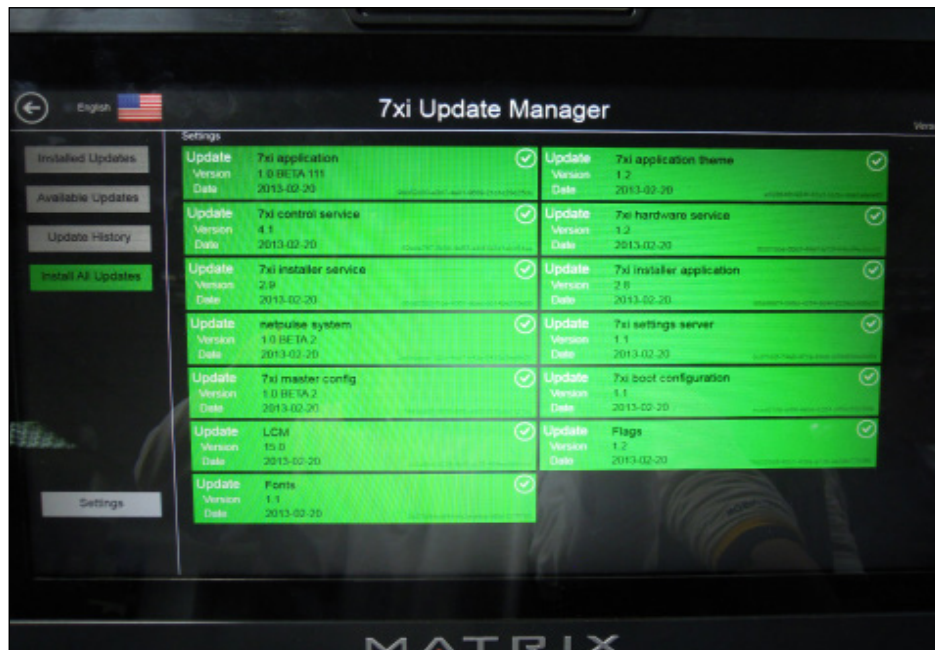 English
7xi Update Manager
Settings
Installed Updates
Available Updates
Update History
Install All Updates
Settings
Update 7xi application
Version 1.0 BETA 111
Date 2013-02-20
Update 7xi application theme
Version 1.2
Date 2013-02-20
Update 7xi control service
Version 4.1
Date 2013-02-20
Update 7xi hardware service
Version 1.2
Date 2013-02-20
Update 7xi installer service
Version 2.9
Date 2013-02-20
Update 7xi installer application
Version 2.8
Date 2013-02-20
Update netpulse system
Version 1.0 BETA 2
Date 2013-02-20
Update 7xi settings server
Version 1.1
Date 2013-02-20
Update 7xi master config
Version 1.0 BETA 2
Date 2013-02-20
Update 7xi boot configuration
Version 1.1
Date 2013-02-20
Update LCM
Version 15.0
Date 2013-02-20
Update Flags
Version 1.2
Date 2013-02-20
Update Fonts
Version 1.1
Date 2013-02-20
MATRIX